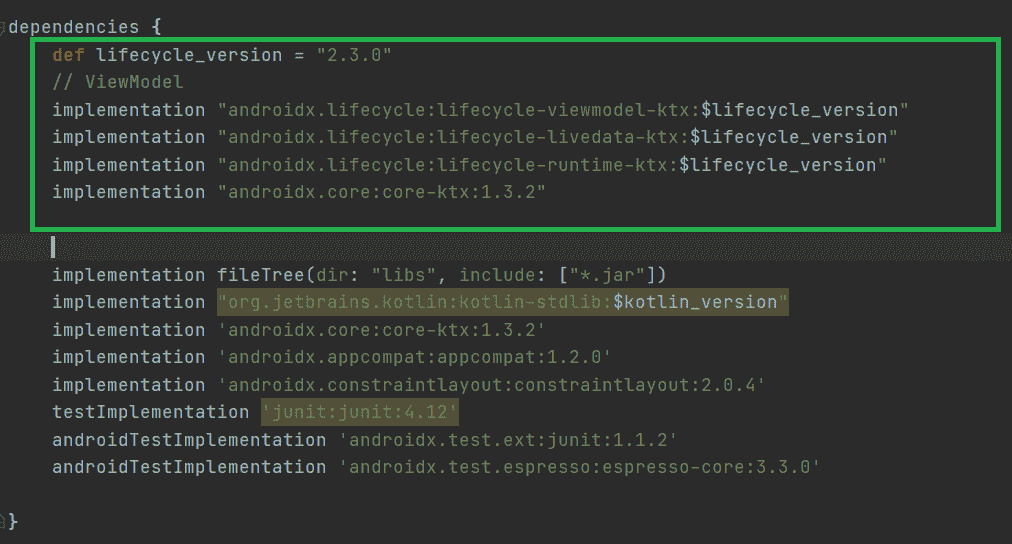 dependencies {
def lifecycle_version = "2.3.0"
// ViewModel
implementation "androidx.lifecycle:lifecycle-viewmodel-ktx:$lifecycle_version"
implementation "androidx.lifecycle:lifecycle-livedata-ktx:$lifecycle_version"
implementation "androidx.lifecycle:lifecycle-runtime-ktx:$lifecycle_version"
implementation "androidx.core:core-ktx:1.3.2"
implementation fileTree(dir: "libs", include: ["*.jar"])
implementation "org.jetbrains.kotlin:kotlin-stdlib:$kotlin_version"
implementation 'androidx.core:core-ktx:1.3.2'
implementation 'androidx.appcompat:appcompat:1.2.0'
implementation 'androidx.constraintlayout:constraintlayout:2.0.4'
testImplementation 'junit:junit:4.12'
androidTestImplementation 'androidx.test.ext:junit:1.1.2'
androidTestImplementation 'androidx.test.espresso:espresso-core:3.3.0'
}